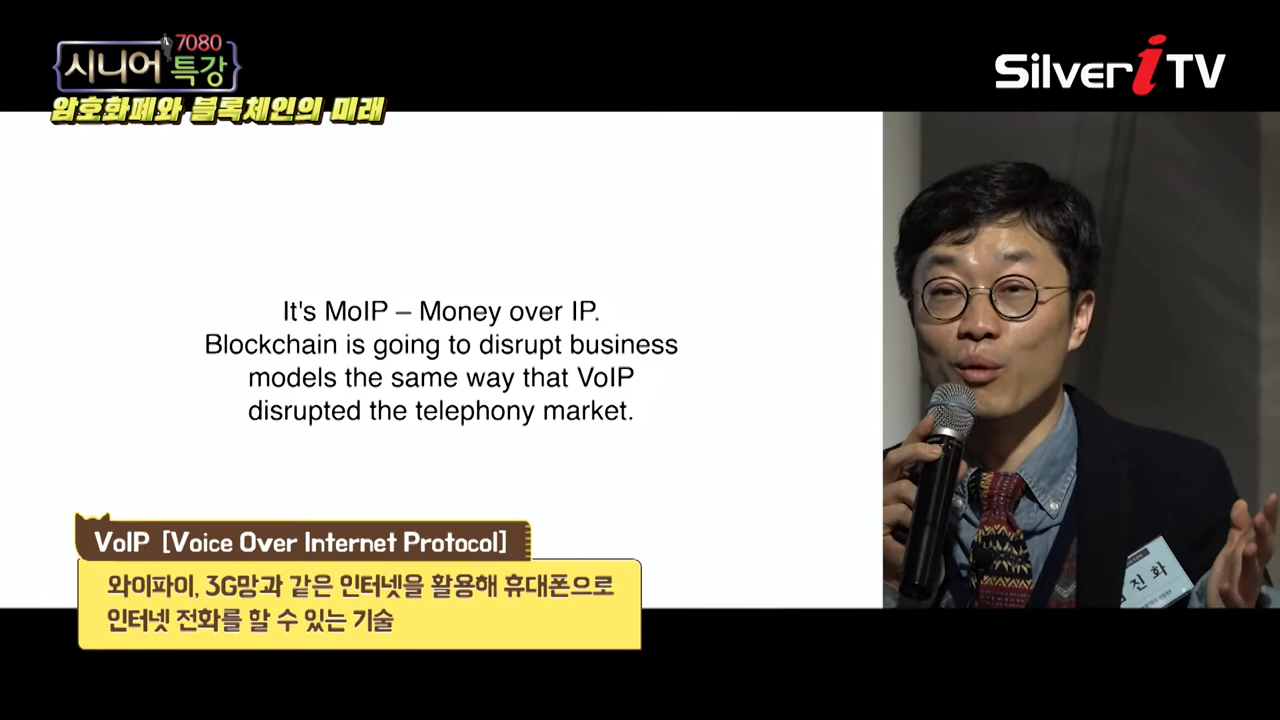 7080
시니어 특강
암호화폐와 블록체인의 미래
Silver i TV
It's MoIP – Money over IP.
Blockchain is going to disrupt business
models the same way that VoIP
disrupted the telephony market.
진 화
VoIP [Voice Over Internet Protocol]
와이파이, 3G망과 같은 인터넷을 활용해 휴대폰으로
인터넷 전화를 할 수 있는 기술